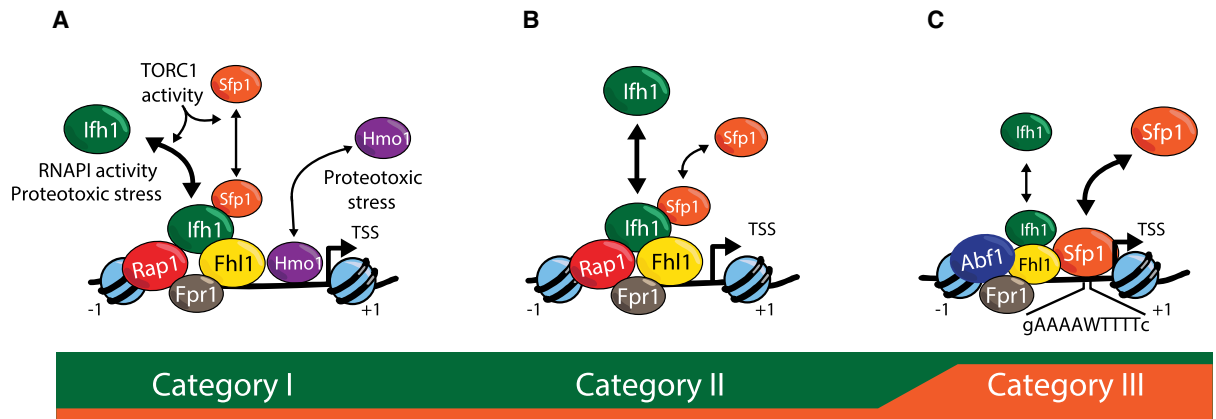 A
TORC1
activity
Sfp1
Ifh1
Hmo1
RNAPI activity
Proteotoxic stress
Proteotoxic
stress
Sfp1
Ifh1
TSS
Rap1
Fhl1
Hmo1
Fpr1
-1
+1
B
Ifh1
Sfp1
Sfp1
Ifh1
TSS
Rap1
Fhl1
Fpr1
-1
+1
C
Ifh1
Sfp1
Ifh1
TSS
Abf1
Fhl1
Sfp1
Fpr1
-1
+1
gAAAAWTTTTc
Category I
Category II
Category III